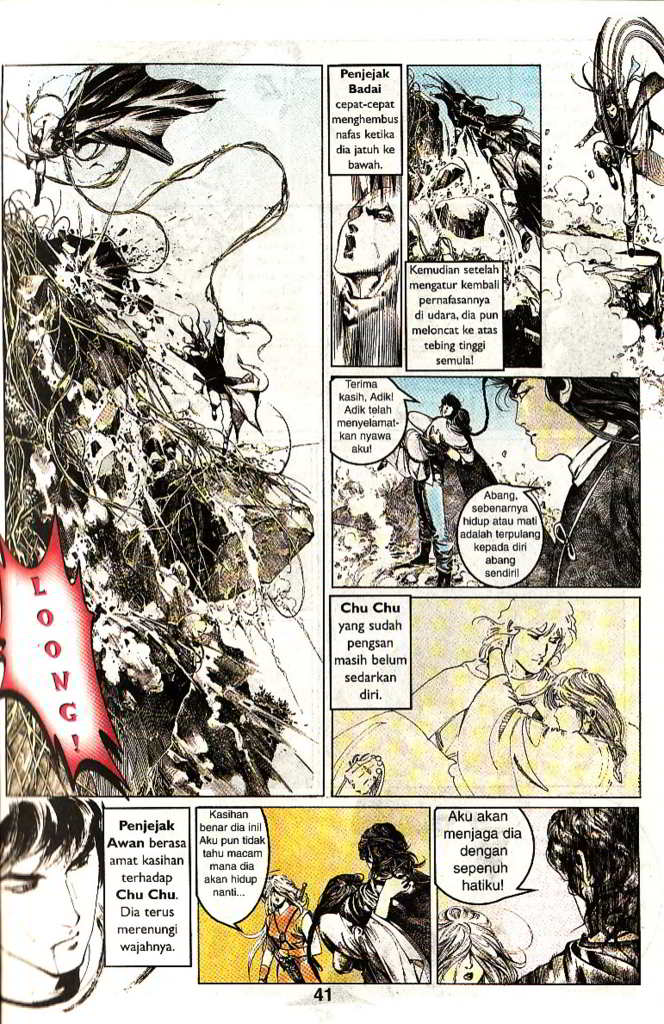 Penjejak
Badai
cepat-cepat
menghembus
nafas ketika
dia jatuh ke
bawah.
Kemudian setelah
mengatur kembali
pernafasannya
di udara, dia pun
meloncat ke atas
tebing tinggi
semula!
LOONG!
Terima
kasih, Adik!
Adik telah
menyelamat-
kan nyawa
aku!
Abang,
sebenarnya
hidup atau mati
adalah terpulang
kepada diri
abang
sendiri!
Chu Chu
yang sudah
pengsan
masih belum
sedarkan
diri.
Penjejak
Awan berasa
amat kasihan
terhadap
Chu Chu.
Dia terus
merenungi
wajahnya.
Kasihan
benar dia ini!
Aku pun tidak
tahu macam
mana dia
akan hidup
nanti...
Aku akan
menjaga dia
dengan
sepenuh
hatiku!
41